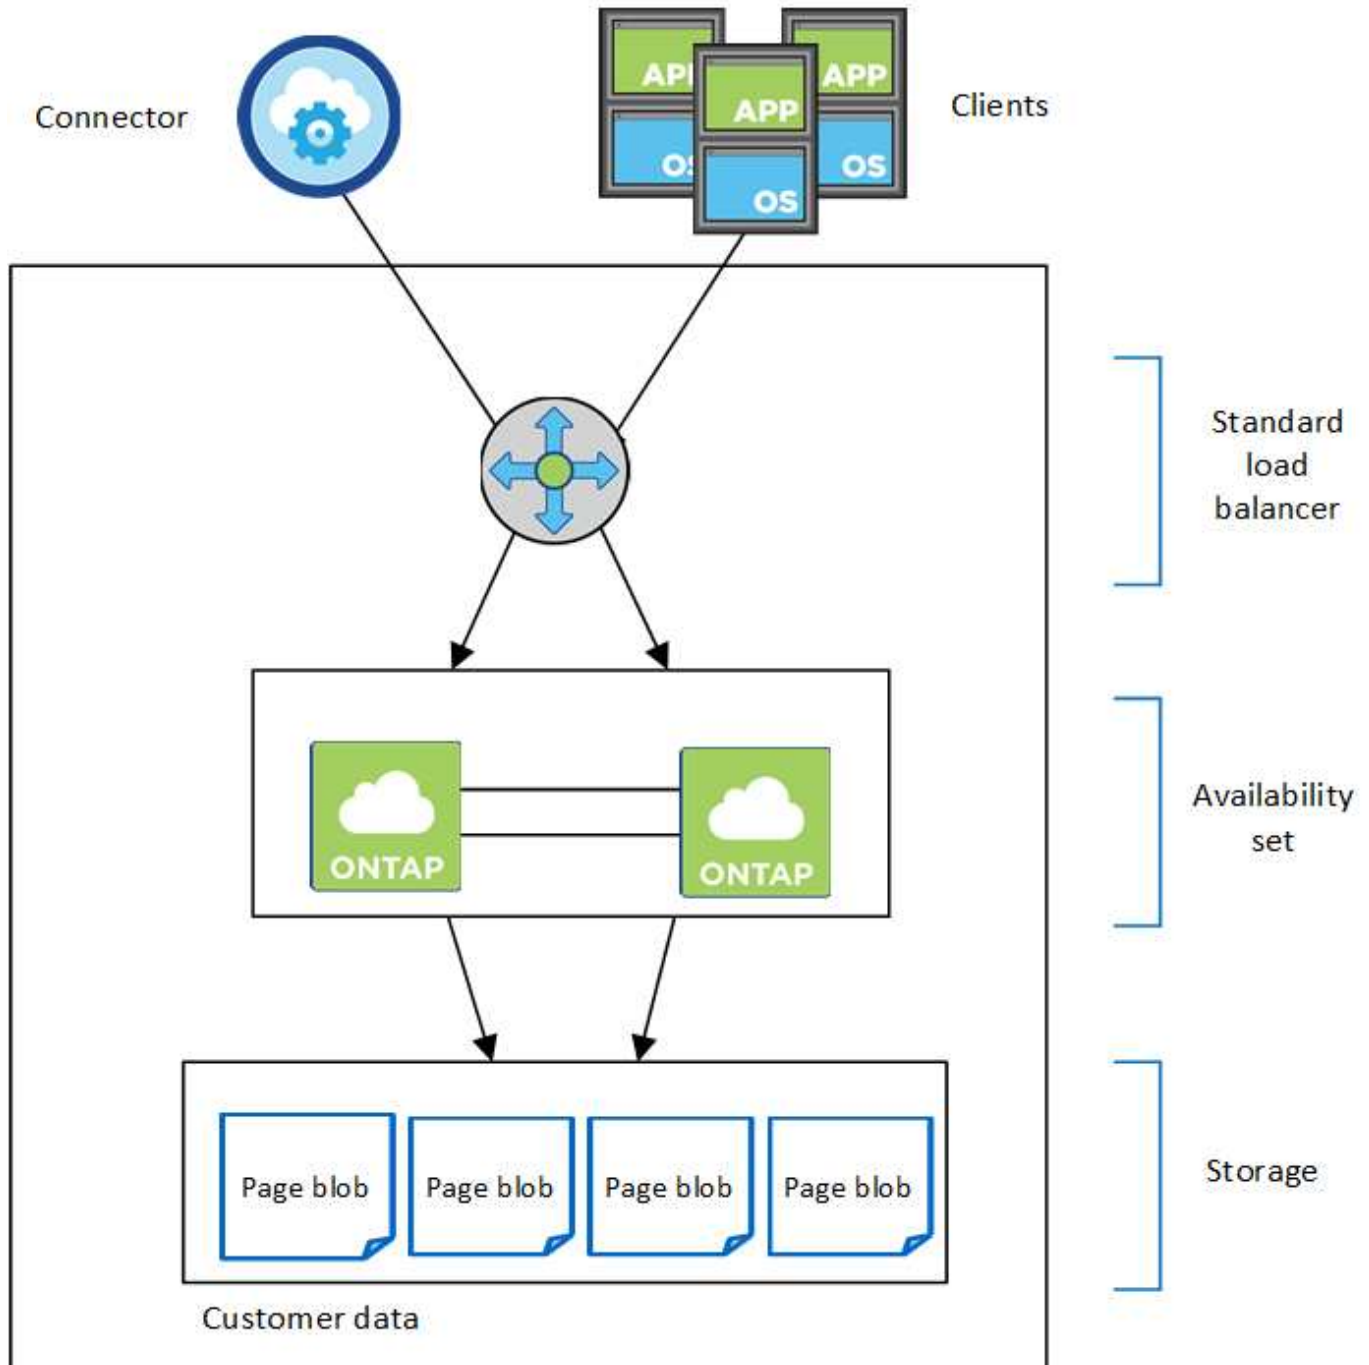 Connector
APP
APP
APP
OS
OS
OS
Clients
Standard
load
balancer
ONTAP
ONTAP
Availability
set
Page blob
Page blob
Page blob
Page blob
Storage
Customer data